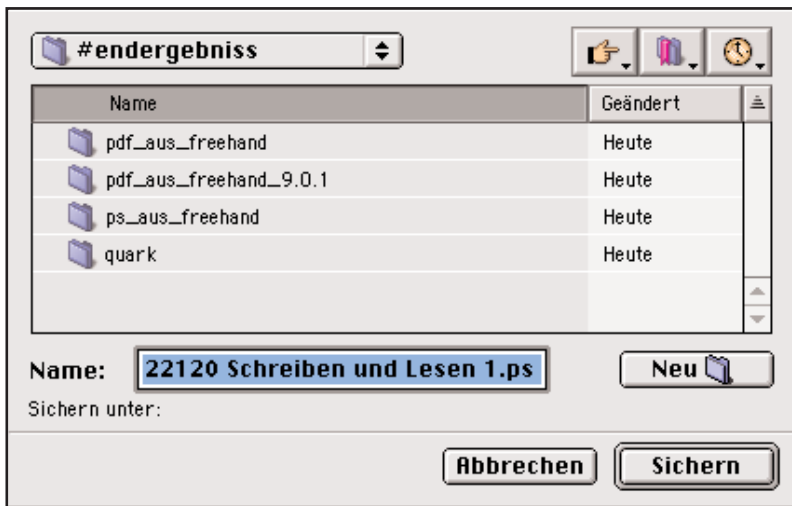 #endergebniss
Name Geändert
pdf_aus_freehand Heute
pdf_aus_freehand_9.0.1 Heute
ps_aus_freehand Heute
quark Heute
Name: 22120 Schreiben und Lesen 1.ps Neu
Sichern unter:
Abbrechen Sichern